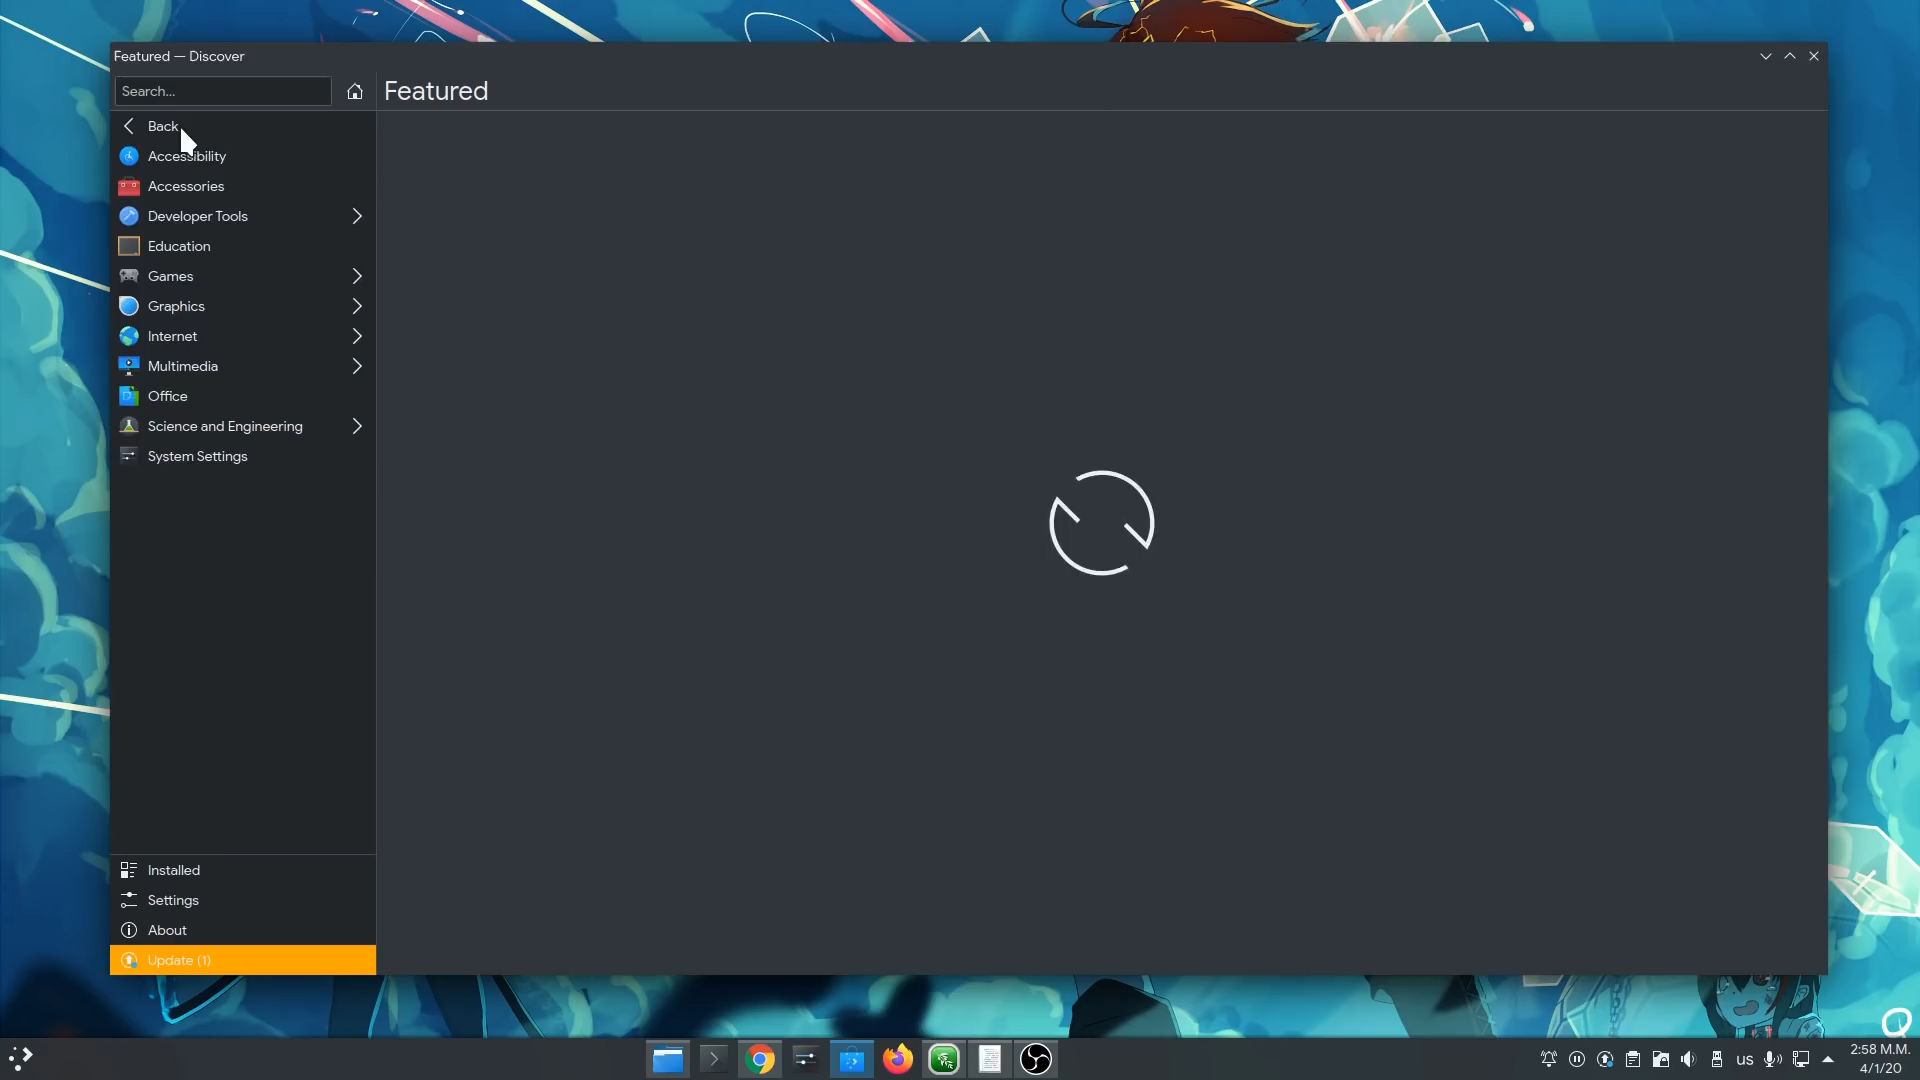 Featured — Discover
Search...
Featured
Back
Accessibility
Accessories
Developer Tools
Education
Games
Graphics
Internet
Multimedia
Office
Science and Engineering
System Settings
Installed
Settings
About
Update (1)
us
2:58 M.M.
4/1/20